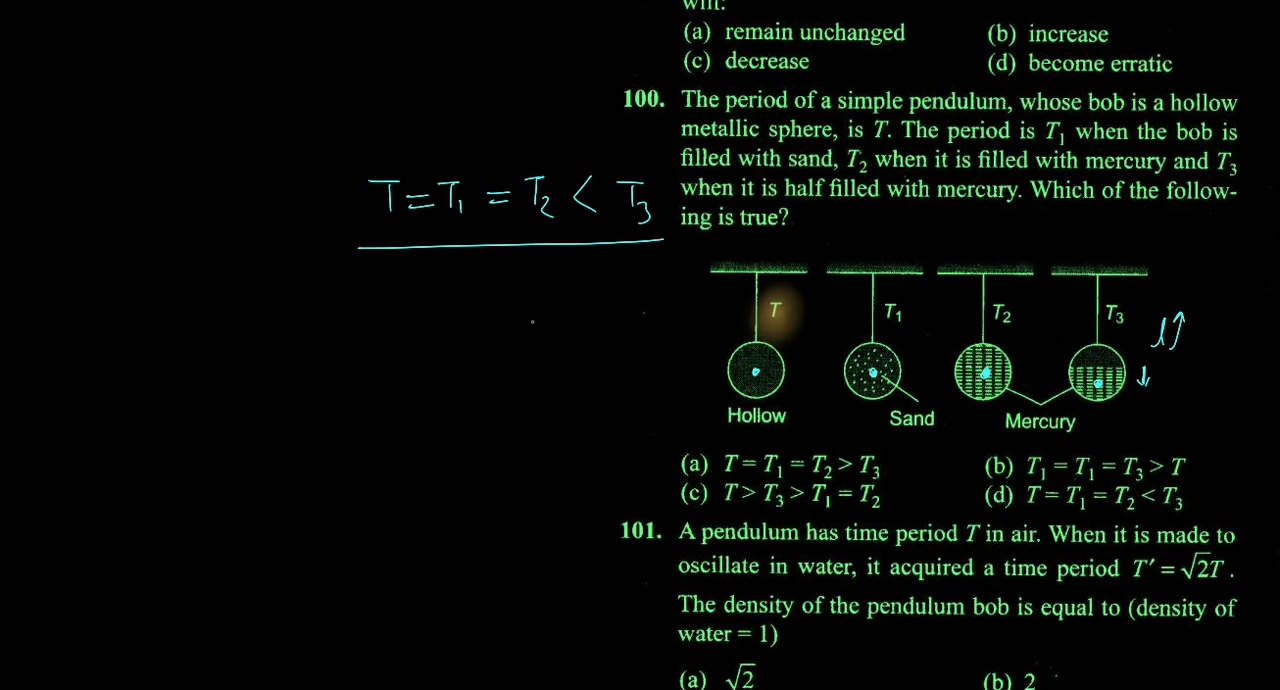 will:
(a) remain unchanged (b) increase
(c) decrease (d) become erratic
100. The period of a simple pendulum, whose bob is a hollow
metallic sphere, is T. The period is T₁ when the bob is
filled with sand, T₂ when it is filled with mercury and T₃
when it is half filled with mercury. Which of the follow-
ing is true?
T = T₁ = T₂ < T₃
T T₁ T₂ T₃
Hollow Sand Mercury
(a) T = T₁ = T₂ > T₃ (b) T₁ = T₁ = T₃ > T
(c) T > T₃ > T₁ = T₂ (d) T = T₁ = T₂ < T₃
101. A pendulum has time period T in air. When it is made to
oscillate in water, it acquired a time period T′ = √2T.
The density of the pendulum bob is equal to (density of
water = 1)
(a) √2 (b) 2